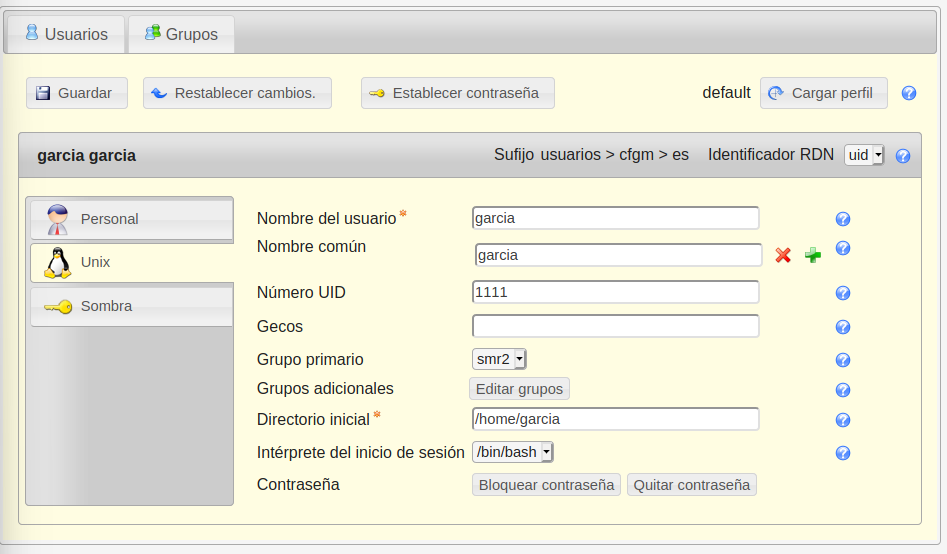 Usuarios Grupos
Guardar Restablecer cambios. Establecer contraseña default Cargar perfil
garcia garcia Sufijo usuarios > cfgm > es Identificador RDN uid
Personal
Unix
Sombra
Nombre del usuario* garcia
Nombre común garcia
Número UID 1111
Gecos
Grupo primario smr2
Grupos adicionales Editar grupos
Directorio inicial* /home/garcia
Intérprete del inicio de sesión /bin/bash
Contraseña Bloquear contraseña Quitar contraseña